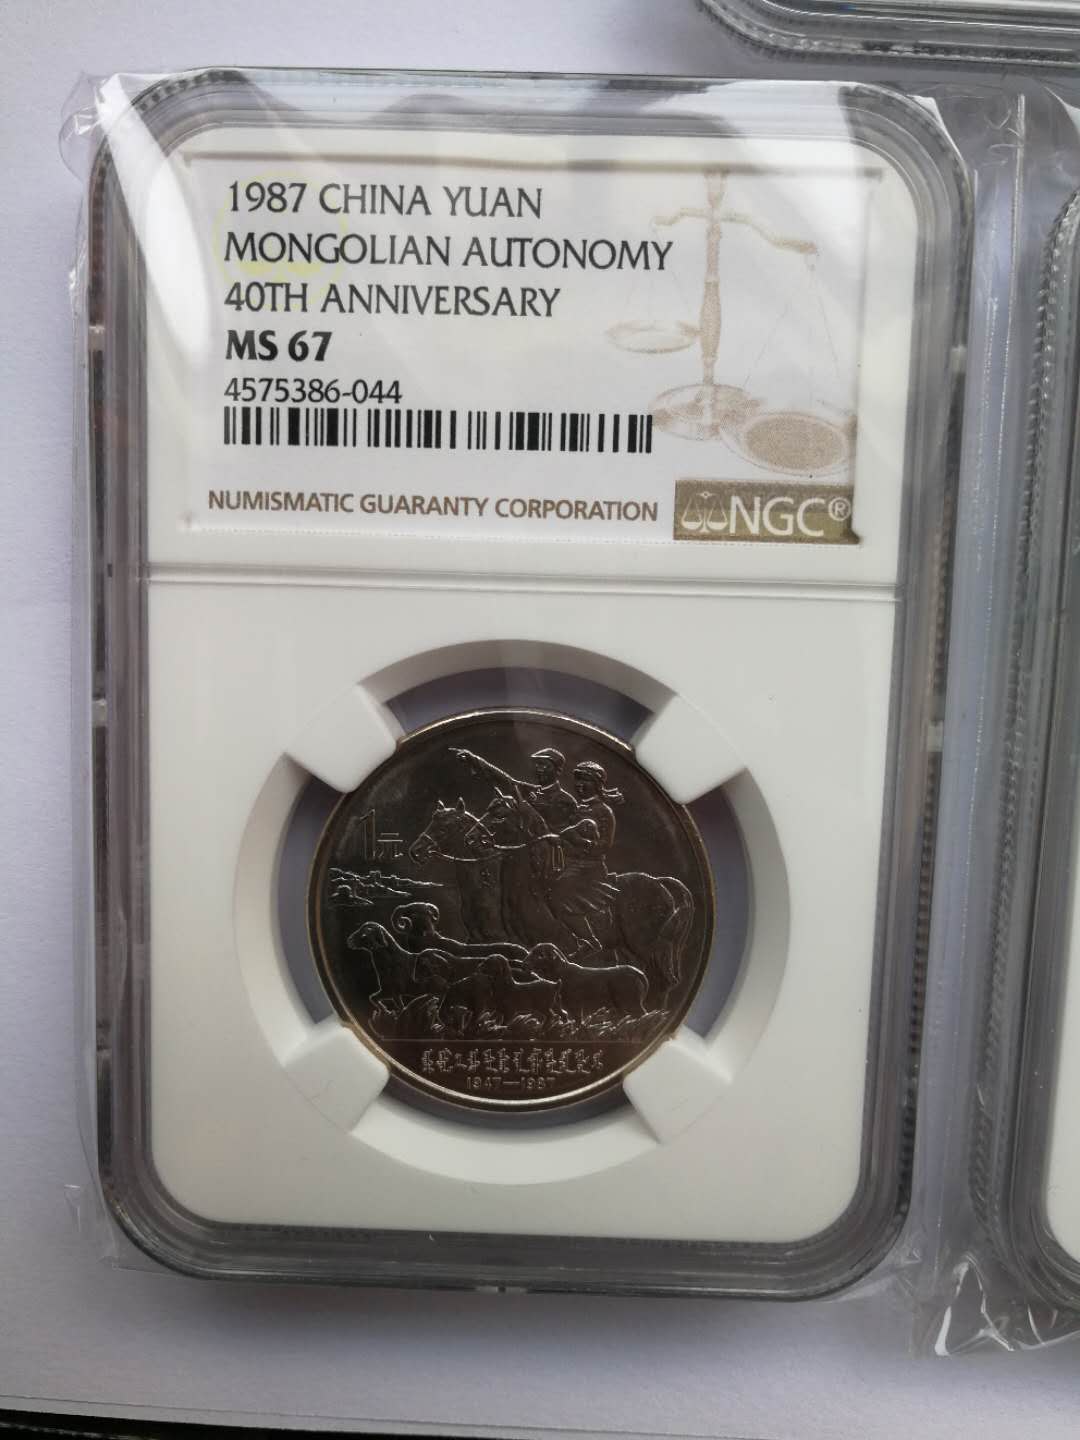 1987 CHINA YUAN
MONGOLIAN AUTONOMY
40TH ANNIVERSARY
MS 67
4575386-044
NUMISMATIC GUARANTY CORPORATION
NGC®
1元
1947—1987